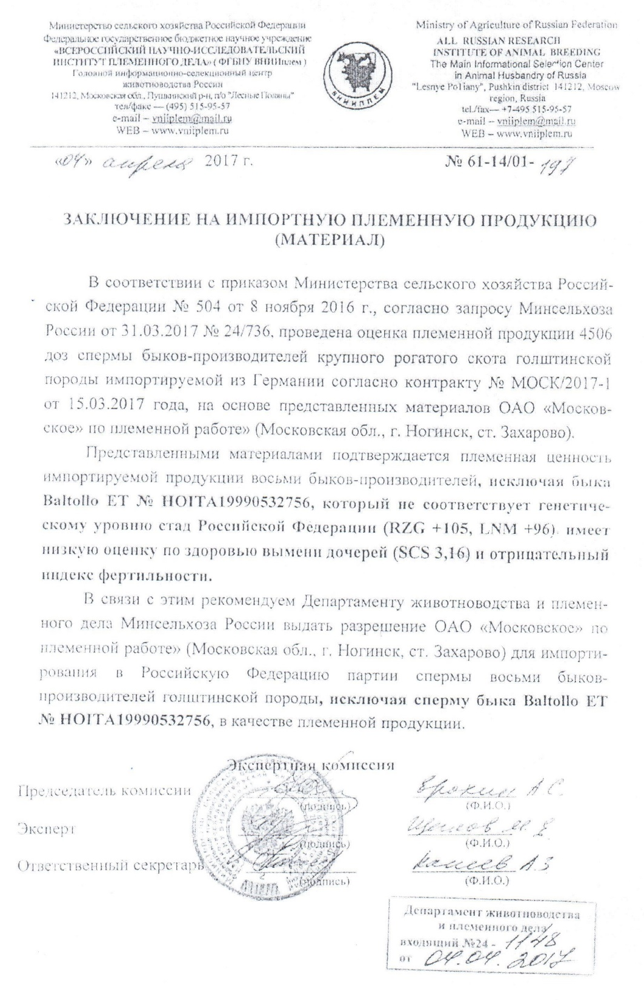 Министерство сельского хозяйства Российской Федерации
Федеральное государственное бюджетное научное учреждение
«ВСЕРОССИЙСКИЙ НАУЧНО-ИССЛЕДОВАТЕЛЬСКИЙ
ИНСТИТУТ ПЛЕМЕННОГО ДЕЛА» ( ФГБНУ ВНИИплем )
Головной информационно-селекционный центр
животноводства России
141212, Московская обл., Пушкинский р-н, п/о "Лесные Поляны"
тел/факс — (495) 515-95-57
e-mail – vniiplem@mail.ru
WEB – www.vniiplem.ru
ВНИИПЛЕМ
Ministry of Agriculture of Russian Federation
ALL RUSSIAN RESEARCH
INSTITUTE OF ANIMAL BREEDING
The Main Informational Selection Center
in Animal Husbandry of Russia
"Lesnye Poliany", Pushkin district 141212, Moscow
region, Russia
tel./fax— +7-495 515-95-57
e-mail – vniiplem@mail.ru
WEB – www.vniiplem.ru
«04» апреля 2017 г.
№ 61-14/01- 197
ЗАКЛЮЧЕНИЕ НА ИМПОРТНУЮ ПЛЕМЕННУЮ ПРОДУКЦИЮ
(МАТЕРИАЛ)
В соответствии с приказом Министерства сельского хозяйства Россий-
ской Федерации № 504 от 8 ноября 2016 г., согласно запросу Минсельхоза
России от 31.03.2017 № 24/736, проведена оценка племенной продукции 4506
доз спермы быков-производителей крупного рогатого скота голштинской
породы импортируемой из Германии согласно контракту № МОСК/2017-1
от 15.03.2017 года, на основе представленных материалов ОАО «Москов-
ское» по племенной работе» (Московская обл., г. Ногинск, ст. Захарово).
Представленными материалами подтверждается племенная ценность
импортируемой продукции восьми быков-производителей, исключая быка
Baltollo ET № HOITA19990532756, который не соответствует генетиче-
скому уровню стад Российской Федерации (RZG +105, LNM +96). имеет
низкую оценку по здоровью вымени дочерей (SCS 3,16) и отрицательный
индекс фертильности.
В связи с этим рекомендуем Департаменту животноводства и племен-
ного дела Минсельхоза России выдать разрешение ОАО «Московское» по
племенной работе» (Московская обл., г. Ногинск, ст. Захарово) для импорти-
рования в Российскую Федерацию партии спермы восьми быков-
производителей голштинской породы, исключая сперму быка Baltollo ET
№ HOITA19990532756, в качестве племенной продукции.
Экспертная комиссия
Председатель комиссии
(подпись)
Ерохин А С.
(Ф.И.О.)
Эксперт
(подпись)
(Ф.И.О.)
Ответственный секретарь
(подпись)
А.З
(Ф.И.О.)
Департамент животноводства
и племенного дела
входящий №24 - 1148
от 04.04.2017